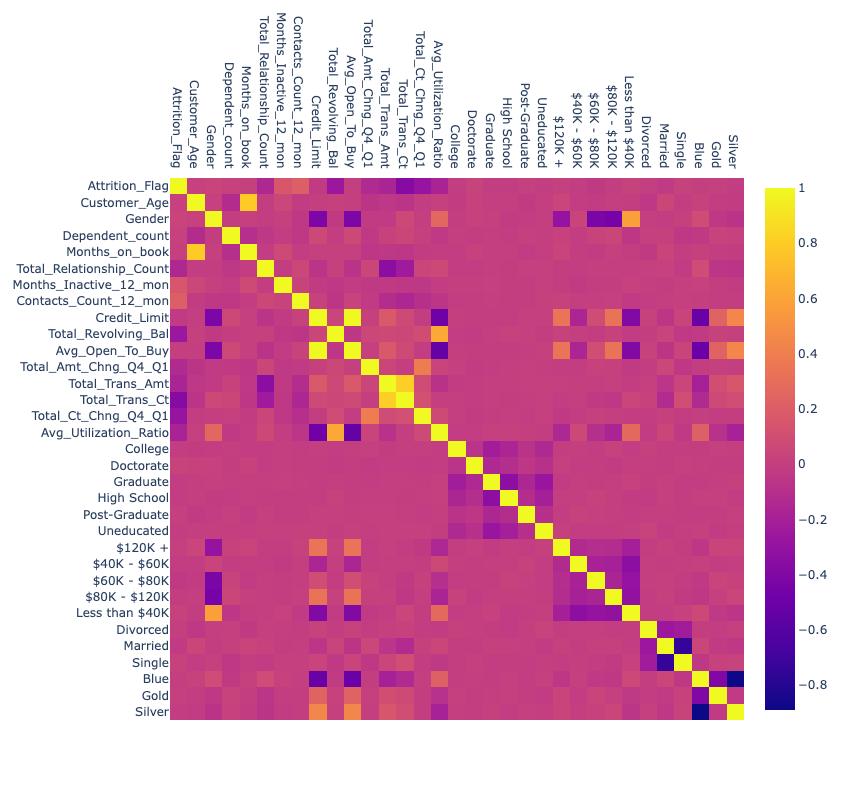 Attrition_Flag
Customer_Age
Gender
Dependent_count
Months_on_book
Total_Relationship_Count
Months_Inactive_12_mon
Contacts_Count_12_mon
Credit_Limit
Total_Revolving_Bal
Avg_Open_To_Buy
Total_Amt_Chng_Q4_Q1
Total_Trans_Amt
Total_Trans_Ct
Total_Ct_Chng_Q4_Q1
Avg_Utilization_Ratio
College
Doctorate
Graduate
High School
Post-Graduate
Uneducated
$120K +
$40K - $60K
$60K - $80K
$80K - $120K
Less than $40K
Divorced
Married
Single
Blue
Gold
Silver
Attrition_Flag
Customer_Age
Gender
Dependent_count
Months_on_book
Total_Relationship_Count
Months_Inactive_12_mon
Contacts_Count_12_mon
Credit_Limit
Total_Revolving_Bal
Avg_Open_To_Buy
Total_Amt_Chng_Q4_Q1
Total_Trans_Amt
Total_Trans_Ct
Total_Ct_Chng_Q4_Q1
Avg_Utilization_Ratio
College
Doctorate
Graduate
High School
Post-Graduate
Uneducated
$120K +
$40K - $60K
$60K - $80K
$80K - $120K
Less than $40K
Divorced
Married
Single
Blue
Gold
Silver
1
0.8
0.6
0.4
0.2
0
−0.2
−0.4
−0.6
−0.8